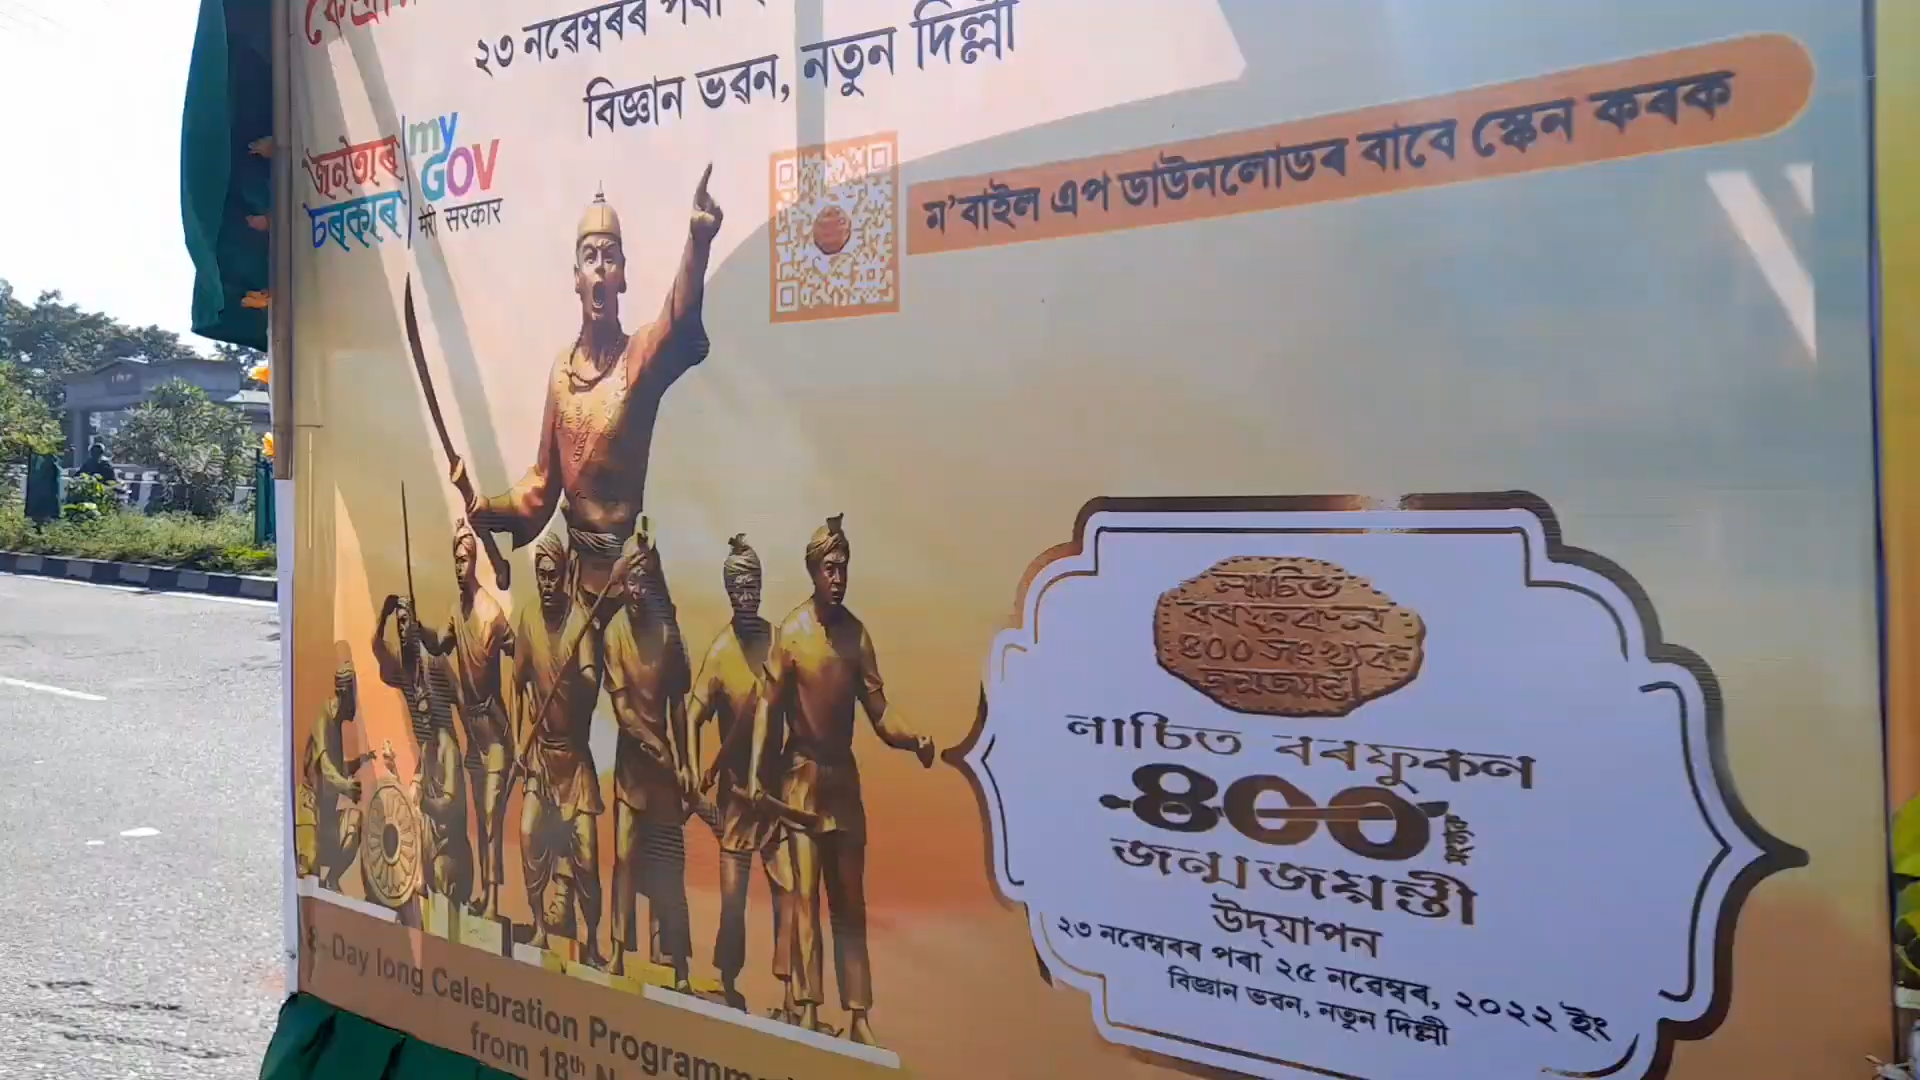 ২৩ নৱেম্বৰৰ পৰা
বিজ্ঞান ভৱন, নতুন দিল্লী
জনতাৰ
চৰকাৰ
my
GOV
मेरी सरकार
ম'বাইল এপ ডাউনলোডৰ বাবে স্কেন কৰক
লাচিত
বৰফুকন
৪০০ সংখ্যক
জন্মজয়ন্তী
লাচিত বৰফুকন
৪০০
জন্মজয়ন্তী
উদ্‌যাপন
২৩ নৱেম্বৰৰ পৰা ২৫ নৱেম্বৰ, ২০২২ ইং
বিজ্ঞান ভৱন, নতুন দিল্লী
Day long Celebration
from 18th